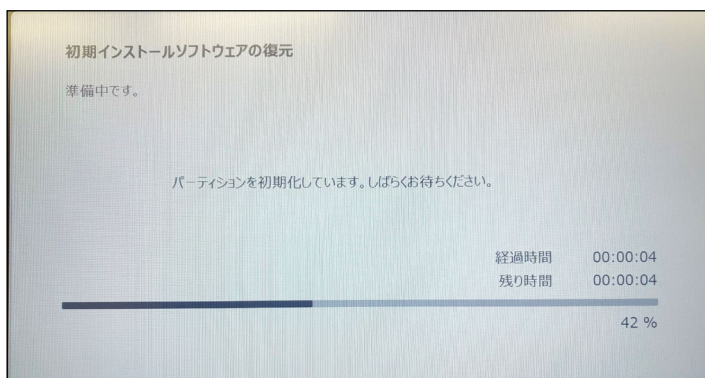 初期インストールソフトウェアの復元
準備中です。
パーティションを初期化しています。しばらくお待ちください。
経過時間 00:00:04
残り時間 00:00:04
42 %